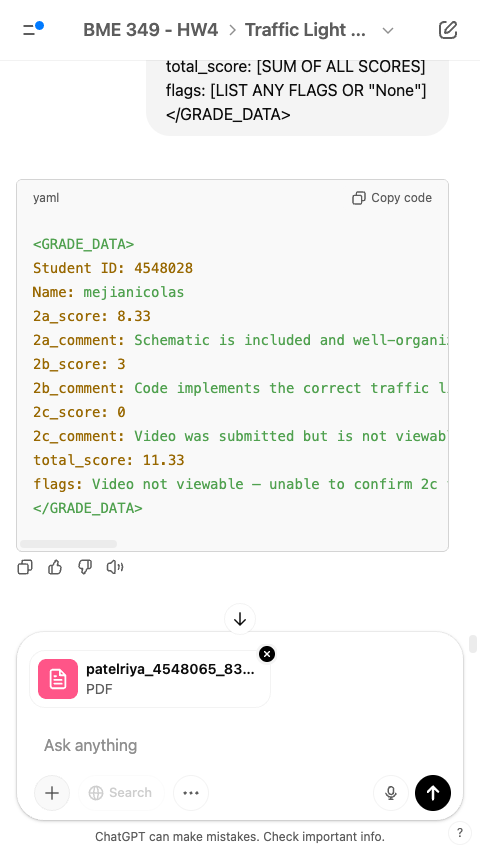 BME 349 - HW4 > Traffic Light ...
total_score: [SUM OF ALL SCORES]
flags: [LIST ANY FLAGS OR "None"]
</GRADE_DATA>
yaml
Copy code
<GRADE_DATA>
Student ID: 4548028
Name: mejianicolas
2a_score: 8.33
2a_comment: Schematic is included and well-organi
2b_score: 3
2b_comment: Code implements the correct traffic l
2c_score: 0
2c_comment: Video was submitted but is not viewab
total_score: 11.33
flags: Video not viewable — unable to confirm 2c
</GRADE_DATA>
patelriya_4548065_83...
PDF
Ask anything
Search
ChatGPT can make mistakes. Check important info.
?